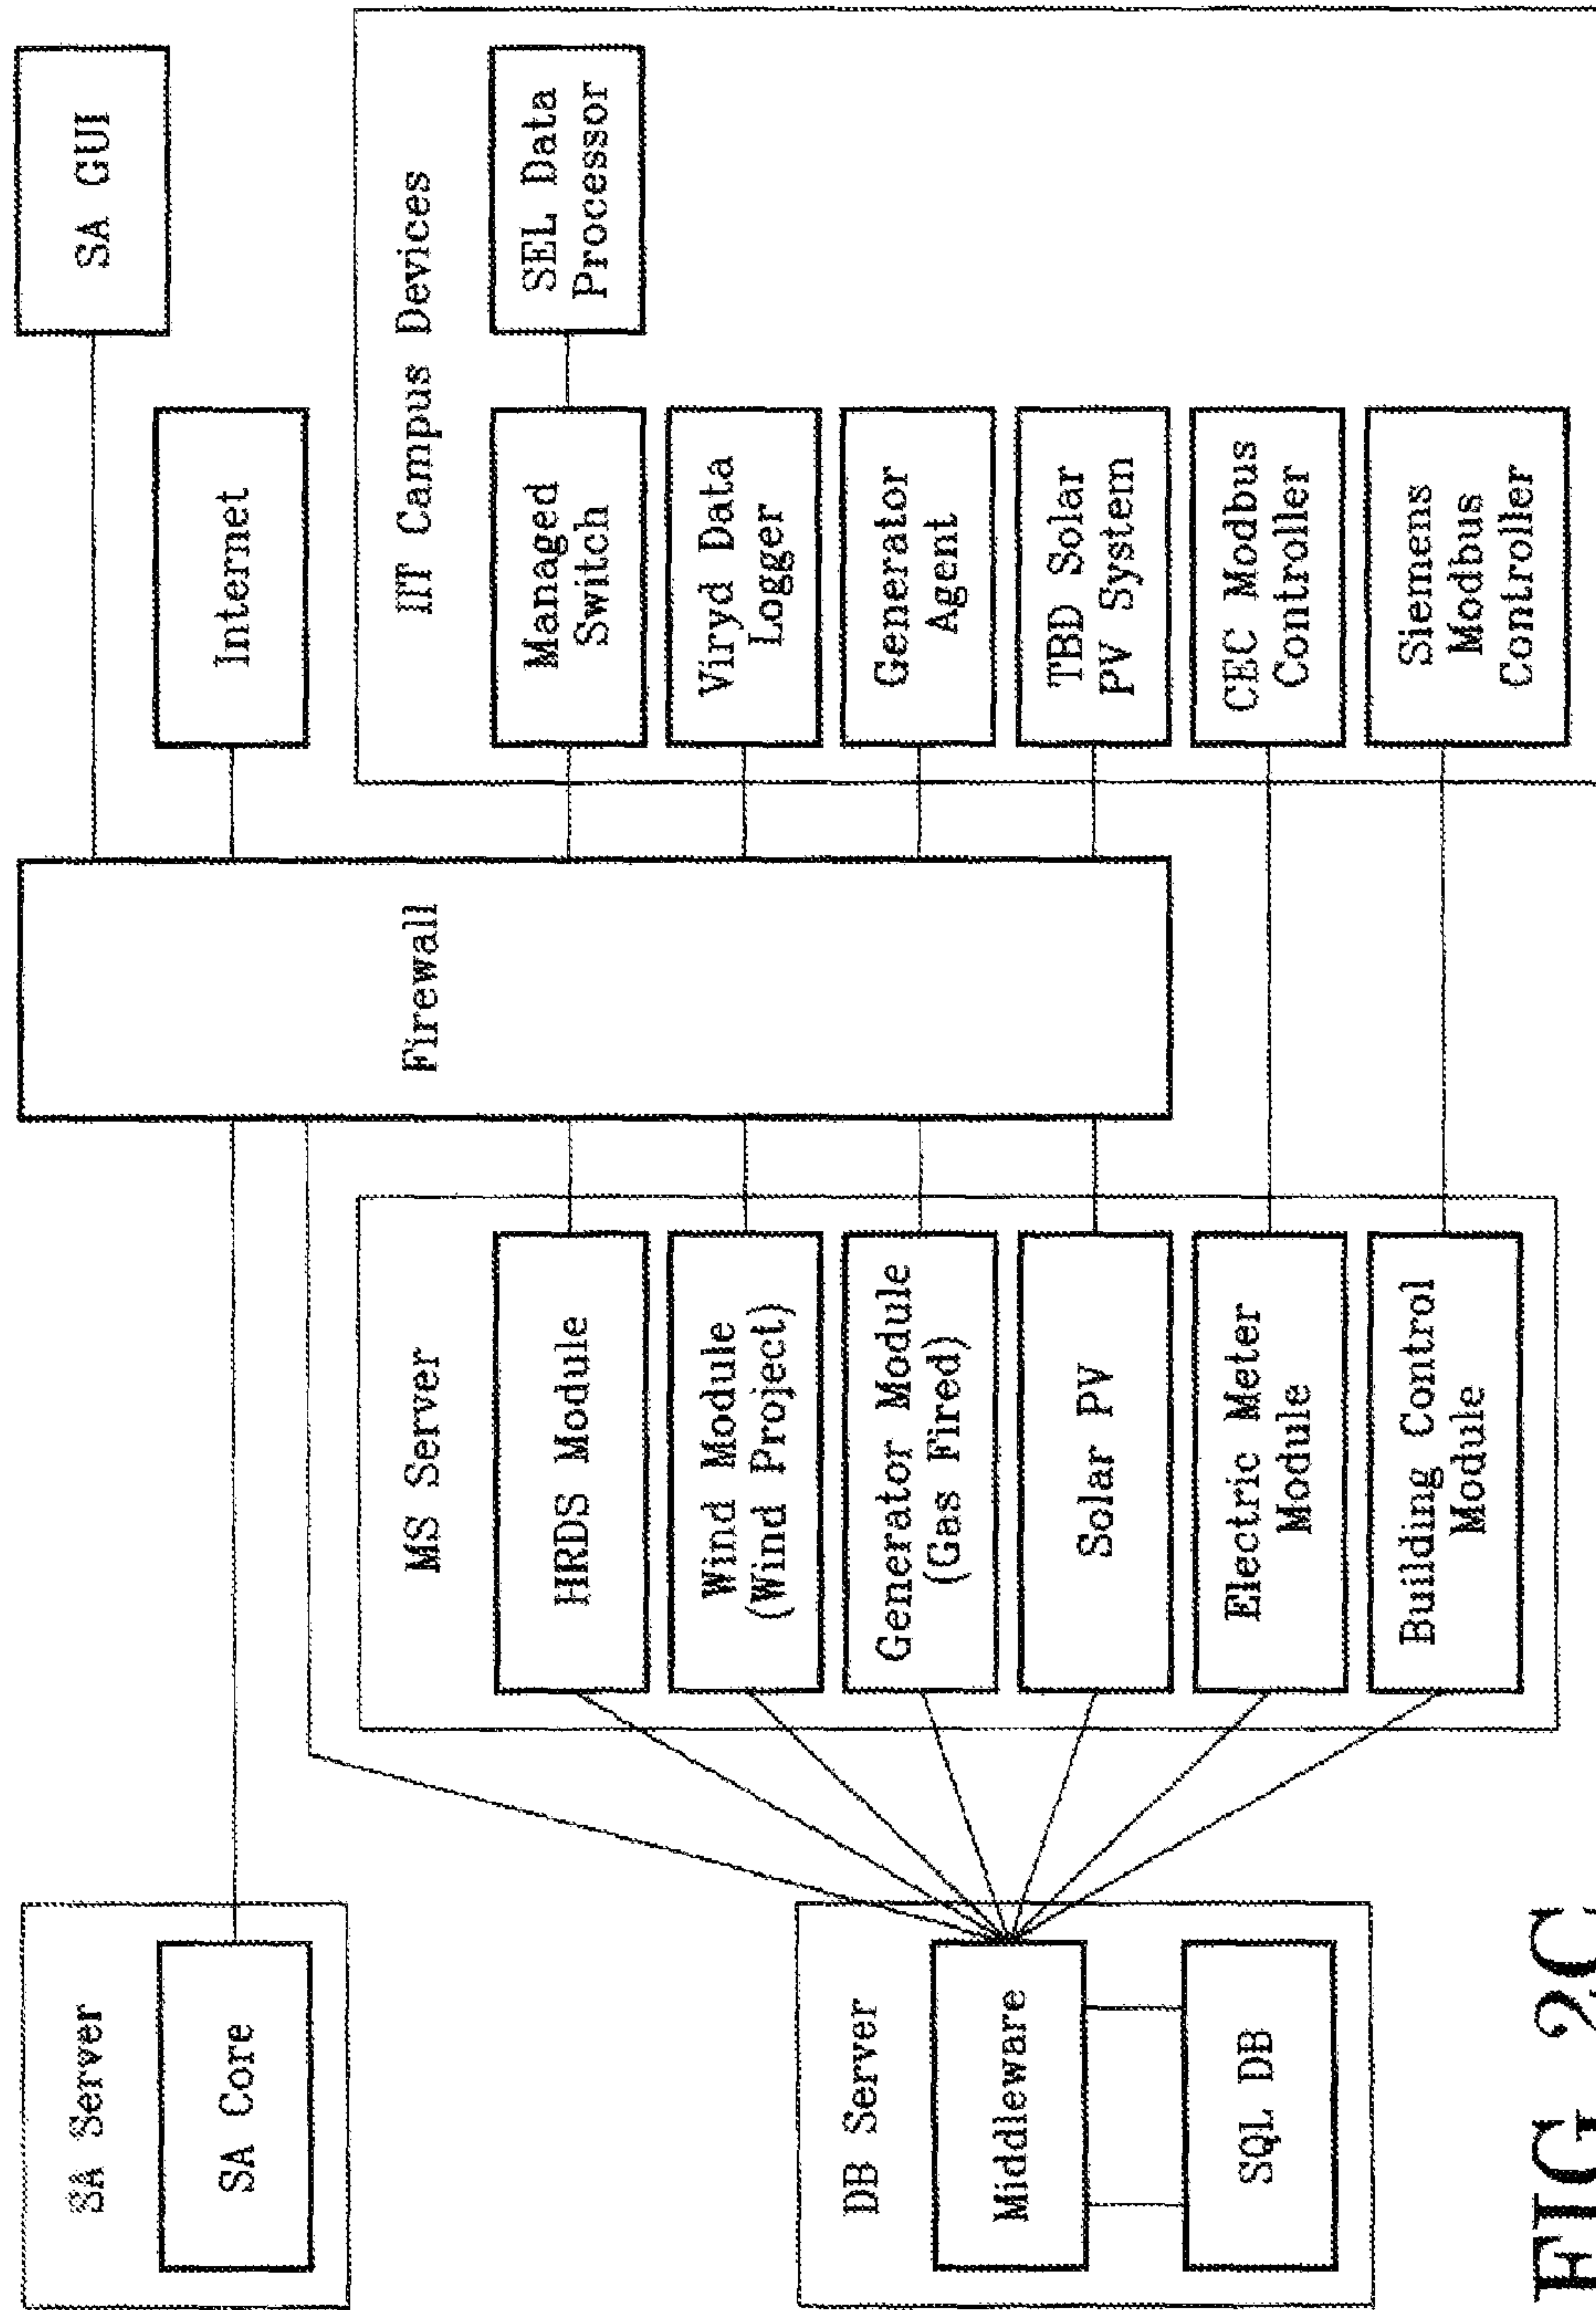 SA Server
SA Core
DB Server
Middleware
SQL DB
MS Server
HRDS Module
Wind Module
(Wind Project)
Generator Module
(Gas Fired)
Solar PV
Electric Meter
Module
Building Control
Module
Firewall
SA GUI
Internet
IIT Campus Devices
Managed
Switch
SEL Data
Processor
Viryd Data
Logger
Generator
Agent
TBD Solar
PV System
CEC Modbus
Controller
Siemens
Modbus
Controller
FIG 2C